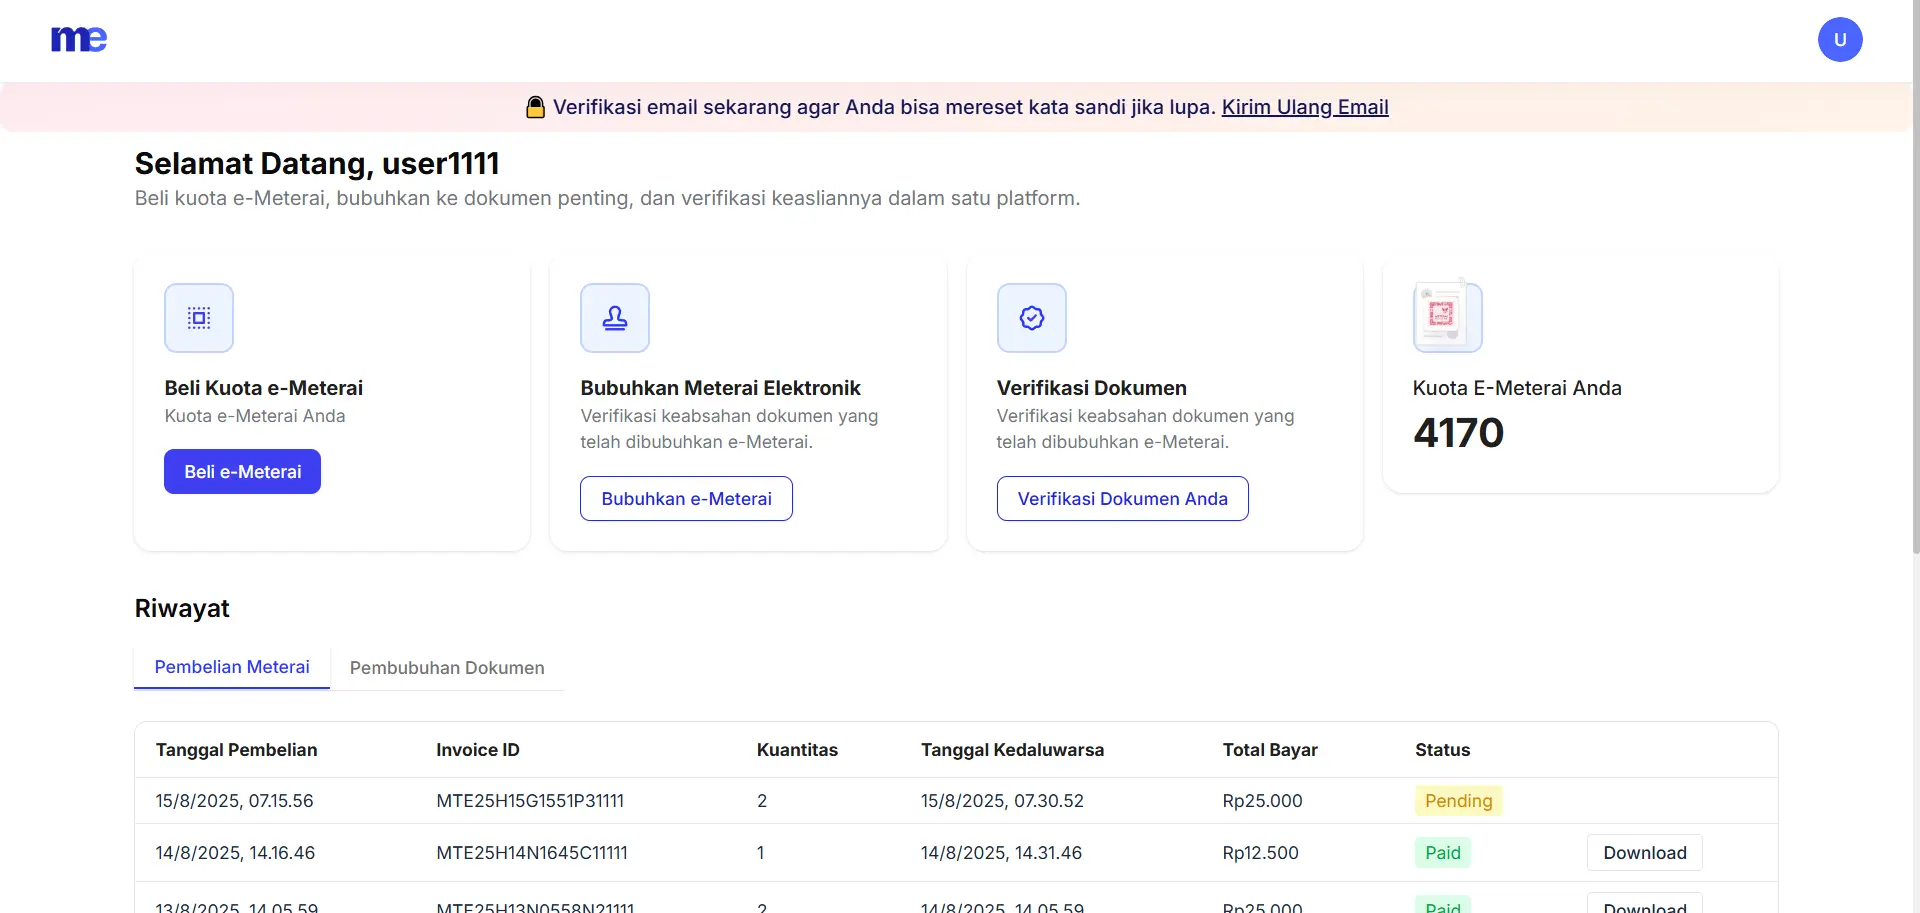 me
U
Verifikasi email sekarang agar Anda bisa mereset kata sandi jika lupa. Kirim Ulang Email
Selamat Datang, user1111
Beli kuota e-Meterai, bubuhkan ke dokumen penting, dan verifikasi keasliannya dalam satu platform.
Beli Kuota e-Meterai
Kuota e-Meterai Anda
Beli e-Meterai
Bubuhkan Meterai Elektronik
Verifikasi keabsahan dokumen yang
telah dibubuhkan e-Meterai.
Bubuhkan e-Meterai
Verifikasi Dokumen
Verifikasi keabsahan dokumen yang
telah dibubuhkan e-Meterai.
Verifikasi Dokumen Anda
Kuota E-Meterai Anda
4170
Riwayat
Pembelian Meterai Pembubuhan Dokumen
Tanggal Pembelian Invoice ID Kuantitas Tanggal Kedaluwarsa Total Bayar Status
15/8/2025, 07.15.56 MTE25H15G1551P31111 2 15/8/2025, 07.30.52 Rp25.000 Pending
14/8/2025, 14.16.46 MTE25H14N1645C11111 1 14/8/2025, 14.31.46 Rp12.500 Paid Download
13/8/2025, 14.05.59 MTE25H13N0558N21111 2 14/8/2025, 14.05.59 Rp25.000 Paid Download